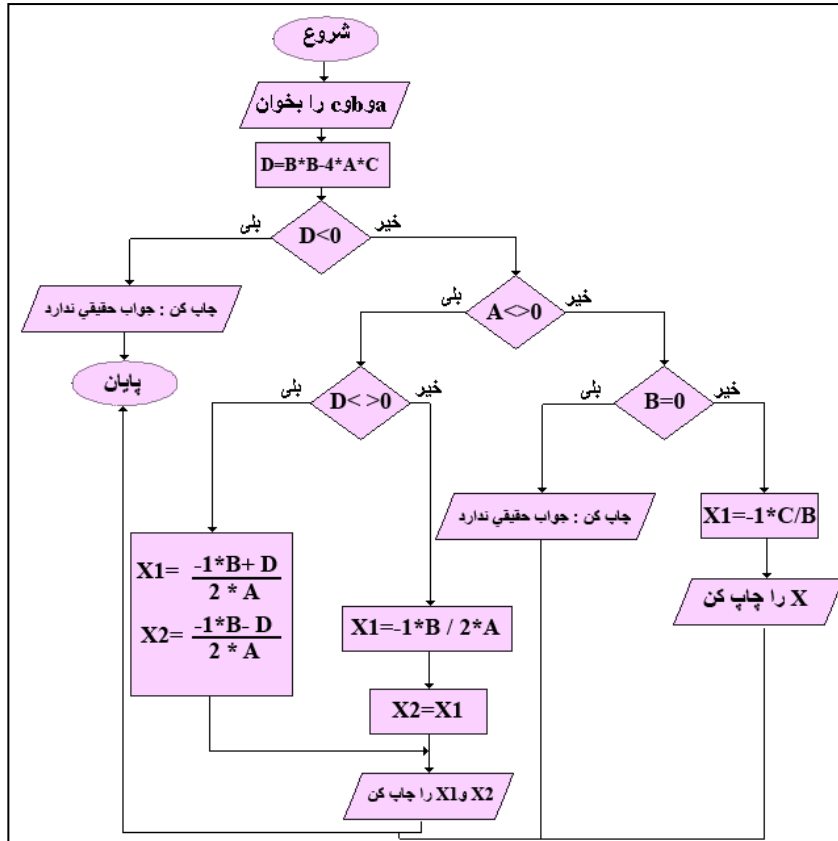 شروع
aوbوc را بخوان
D=B*B-4*A*C
D<0
بلی
خیر
چاپ کن : جواب حقيقي ندارد
پایان
A<>0
بلی
خیر
D< >0
بلی
خیر
B=0
بلی
خیر
X1= -1*B+ D
2 * A
X2= -1*B- D
2 * A
X1=-1*B / 2*A
X2=X1
X1و X2 را چاپ کن
چاپ کن : جواب حقيقي ندارد
X1=-1*C/B
X را چاپ کن